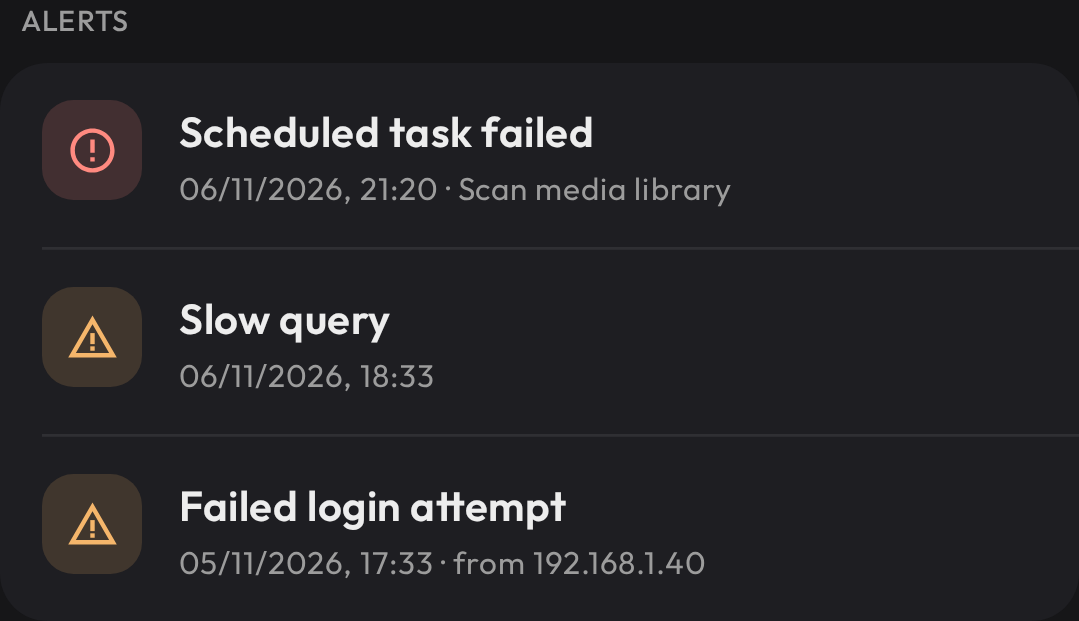 ALERTS
Scheduled task failed
06/11/2026, 21:20 · Scan media library
Slow query
06/11/2026, 18:33
Failed login attempt
05/11/2026, 17:33 · from 192.168.1.40